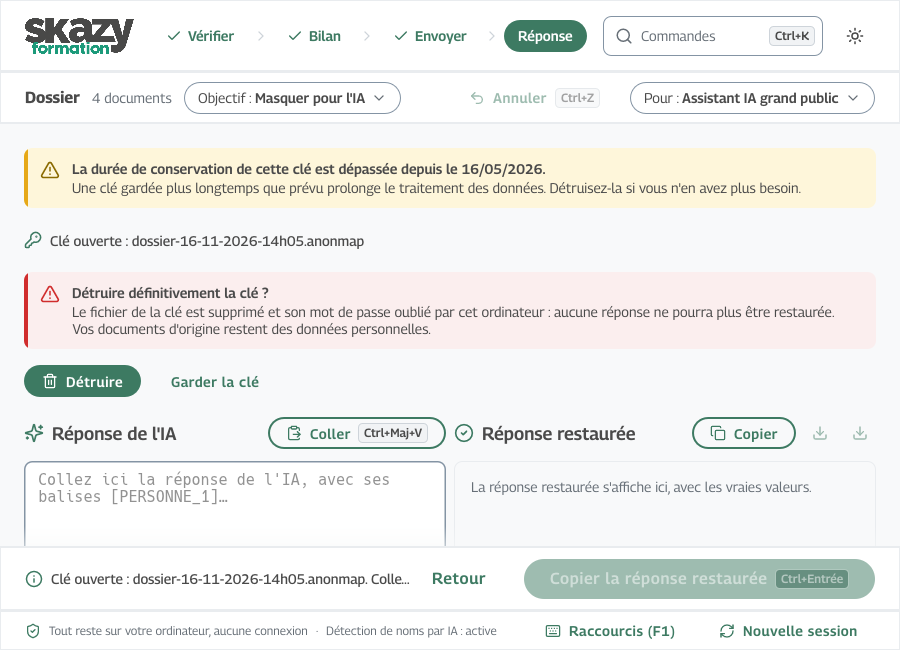 skazy
formation
Vérifier
Bilan
Envoyer
Réponse
Commandes
Ctrl+K
Dossier
4 documents
Objectif : Masquer pour l'IA
Annuler
Ctrl+Z
Pour : Assistant IA grand public
La durée de conservation de cette clé est dépassée depuis le 16/05/2026.
Une clé gardée plus longtemps que prévu prolonge le traitement des données. Détruisez-la si vous n'en avez plus besoin.
Clé ouverte : dossier-16-11-2026-14h05.anonmap
Détruire définitivement la clé ?
Le fichier de la clé est supprimé et son mot de passe oublié par cet ordinateur : aucune réponse ne pourra plus être restaurée.
Vos documents d'origine restent des données personnelles.
Détruire
Garder la clé
Réponse de l'IA
Coller
Ctrl+Maj+V
Réponse restaurée
Copier
Collez ici la réponse de l'IA, avec ses
balises [PERSONNE_1]…
La réponse restaurée s'affiche ici, avec les vraies valeurs.
Clé ouverte : dossier-16-11-2026-14h05.anonmap. Colle…
Retour
Copier la réponse restaurée
Ctrl+Entrée
Tout reste sur votre ordinateur, aucune connexion · Détection de noms par IA : active
Raccourcis (F1)
Nouvelle session